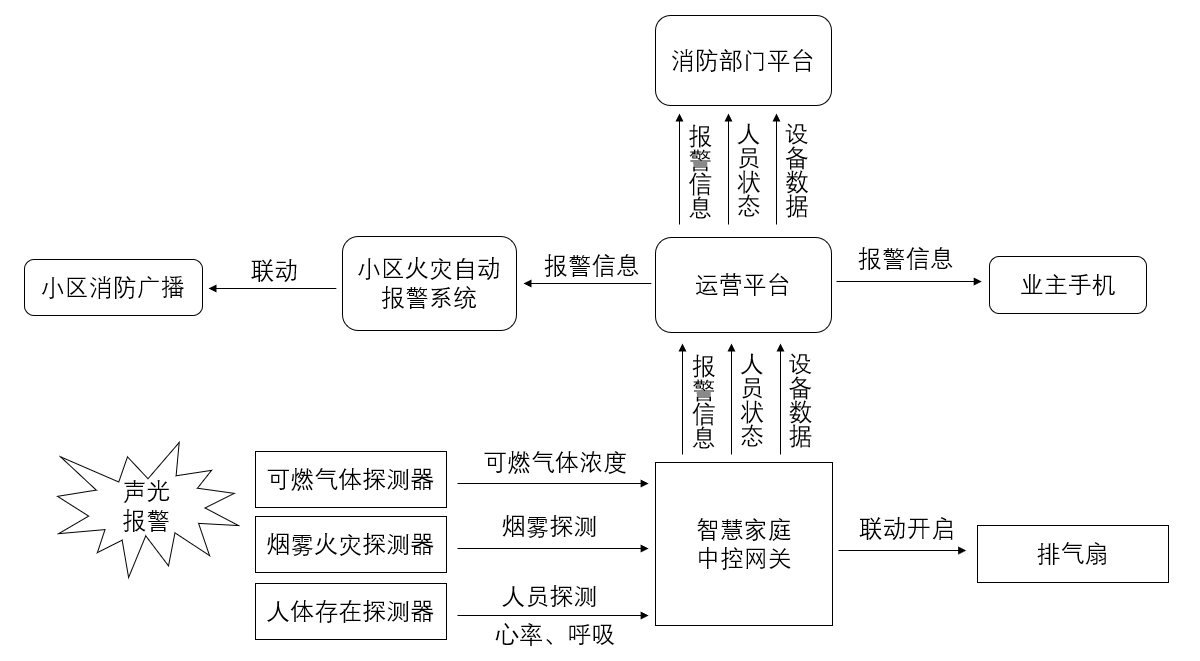 消防部门平台
报警信息
人员状态
设备数据
小区消防广播
联动
小区火灾自动
报警系统
报警信息
运营平台
报警信息
业主手机
报警信息
人员状态
设备数据
声光
报警
可燃气体探测器
可燃气体浓度
烟雾火灾探测器
烟雾探测
人体存在探测器
人员探测
心率、呼吸
智慧家庭
中控网关
联动开启
排气扇